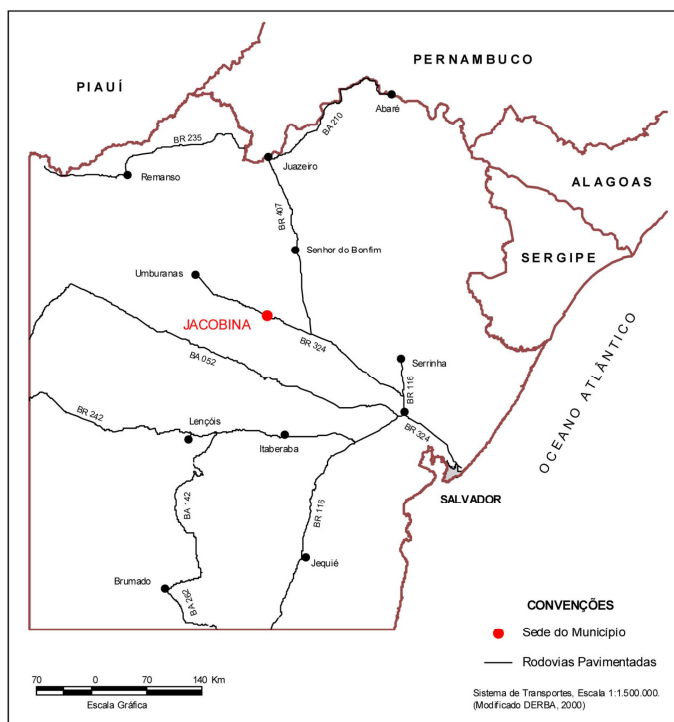 PERNAMBUCO
PIAUÍ
Abaré
BA 210
BR 235
Juazeiro
Remanso
ALAGOAS
BR 407
SERGIPE
Senhor do Bonfim
Umburanas
JACOBINA
BR 324
BA 052
Serrinha
BR 116
OCEANO ATLÂNTICO
BR 242
Lençóis
BR 324
Itaberaba
SALVADOR
BA 142
BR 116
Jequié
Brumado
BA 262
CONVENÇÕES
Sede do Município
Rodovias Pavimentadas
70 0 70 140 Km
Escala Gráfica
Sistema de Transportes, Escala 1:1.500.000.
(Modificado DERBA, 2000)